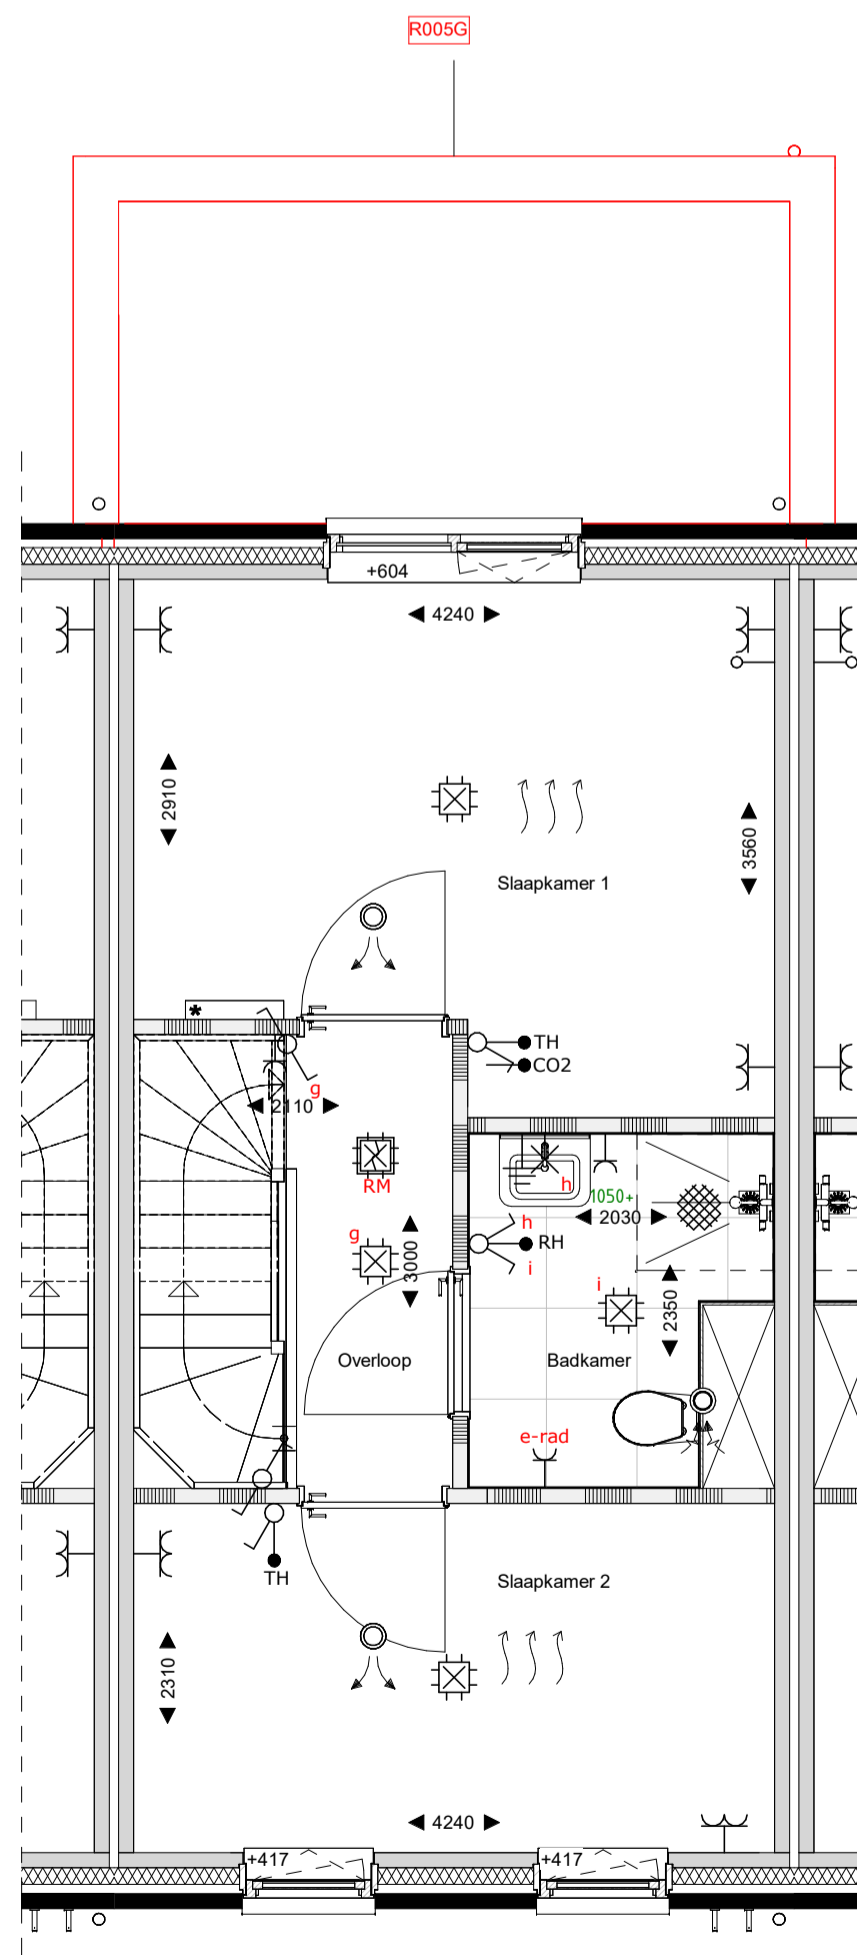 R005G
+604
4240
2910
3560
Slaapkamer 1
*
TH
CO2
g
2110
RM
h
1050+
2030
h
RH
i
g
3000
i
2350
Overloop
Badkamer
e-rad
TH
Slaapkamer 2
2310
4240
+417
+417